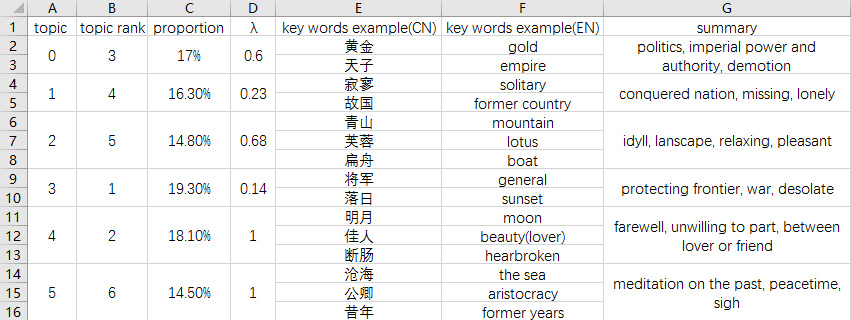 A B C D E F G
1 topic topic rank proportion λ key words example(CN) key words example(EN) summary
2 黄金 gold politics, imperial power and
0 3 17% 0.6
3 天子 empire authority, demotion
4 寂寥 solitary
1 4 16.30% 0.23 conquered nation, missing, lonely
5 故国 former country
6 青山 mountain
7 2 5 14.80% 0.68 芙蓉 lotus idyll, lanscape, relaxing, pleasant
8 扁舟 boat
9 将军 general
3 1 19.30% 0.14 protecting frontier, war, desolate
10 落日 sunset
11 明月 moon
farewell, unwilling to part, between
12 4 2 18.10% 1 佳人 beauty(lover)
lover or friend
13 断肠 hearbroken
14 沧海 the sea
meditation on the past, peacetime,
15 5 6 14.50% 1 公卿 aristocracy
sigh
16 昔年 former years